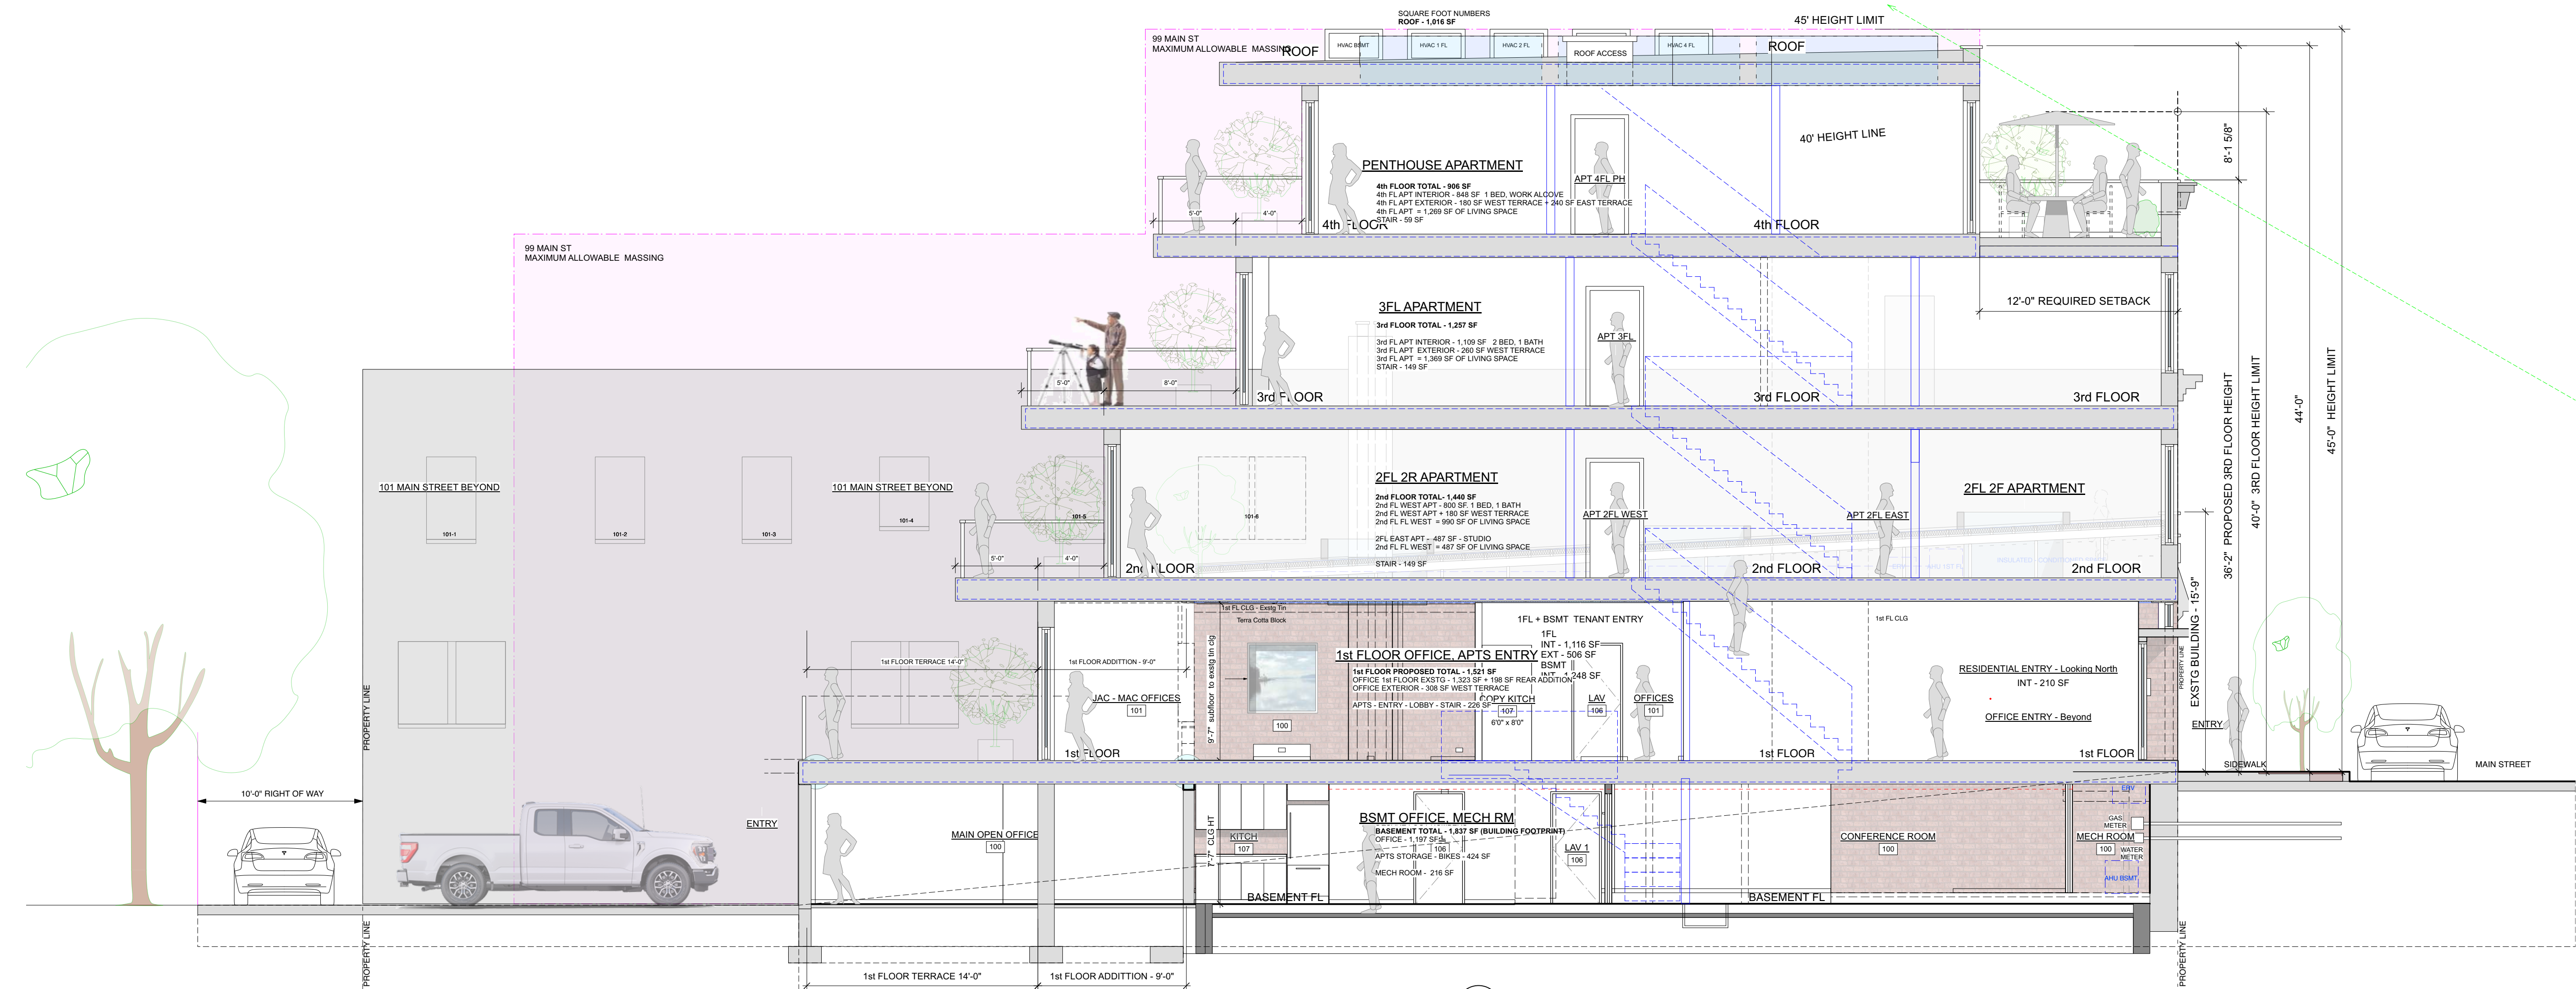 SQUARE FOOT NUMBERS
ROOF - 1,016 SF
45' HEIGHT LIMIT
99 MAIN ST
MAXIMUM ALLOWABLE MASSING
ROOF
HVAC BSMT
HVAC 1 FL
HVAC 2 FL
ROOF ACCESS
HVAC 4 FL
ROOF
40' HEIGHT LINE
8'-1 5/8"
PENTHOUSE APARTMENT
4th FLOOR TOTAL - 906 SF
4th FL APT INTERIOR - 848 SF 1 BED, WORK ALCOVE
4th FL APT EXTERIOR - 180 SF WEST TERRACE + 240 SF EAST TERRACE
4th FL APT = 1,269 SF OF LIVING SPACE
STAIR - 59 SF
APT 4FL PH
5'-0"
4'-0"
4th FLOOR
4th FLOOR
99 MAIN ST
MAXIMUM ALLOWABLE MASSING
12'-0" REQUIRED SETBACK
3FL APARTMENT
3rd FLOOR TOTAL - 1,257 SF
3rd FL APT INTERIOR - 1,109 SF 2 BED, 1 BATH
3rd FL APT EXTERIOR - 260 SF WEST TERRACE
3rd FL APT = 1,369 SF OF LIVING SPACE
STAIR - 149 SF
APT 3FL
5'-0"
8'-0"
3rd FLOOR
3rd FLOOR
3rd FLOOR
36'-2" PROPOSED 3RD FLOOR HEIGHT
40'-0" 3RD FLOOR HEIGHT LIMIT
44'-0"
45'-0" HEIGHT LIMIT
101 MAIN STREET BEYOND
101 MAIN STREET BEYOND
101-1
101-2
101-3
101-4
101-5
101-6
2FL 2R APARTMENT
2nd FLOOR TOTAL- 1,440 SF
2nd FL WEST APT - 800 SF. 1 BED, 1 BATH
2nd FL WEST APT + 180 SF WEST TERRACE
2nd FL FL WEST = 990 SF OF LIVING SPACE
2FL EAST APT - 487 SF - STUDIO
2nd FL FL WEST = 487 SF OF LIVING SPACE
STAIR - 149 SF
APT 2FL WEST
APT 2FL EAST
2FL 2F APARTMENT
5'-0"
4'-0"
2nd FLOOR
2nd FLOOR
2nd FLOOR
EXSTG BUILDING - 15'-9"
1st FL CLG - Exstg Tin
Terra Cotta Block
1FL + BSMT TENANT ENTRY
1FL
INT - 1,116 SF
EXT - 506 SF
BSMT
INT - 1,248 SF
1st FL CLG
1st FLOOR OFFICE, APTS ENTRY
1st FLOOR PROPOSED TOTAL - 1,521 SF
OFFICE 1st FLOOR EXSTG - 1,323 SF + 198 SF REAR ADDITION
OFFICE EXTERIOR - 308 SF WEST TERRACE
APTS - ENTRY - LOBBY - STAIR - 226 SF
1st FLOOR TERRACE 14'-0"
1st FLOOR ADDITTION - 9'-0"
JAC - MAC OFFICES
101
9'-7" subfloor to exstg tin clg
100
COPY KITCH
107
6'0" x 8'0"
LAV
106
OFFICES
101
RESIDENTIAL ENTRY - Looking North
INT - 210 SF
OFFICE ENTRY - Beyond
PROPERTY LINE
ENTRY
PROPERTY LINE
1st FLOOR
1st FLOOR
1st FLOOR
SIDEWALK
MAIN STREET
10'-0" RIGHT OF WAY
ENTRY
MAIN OPEN OFFICE
100
KITCH
107
7'-7" CLG HT
BSMT OFFICE, MECH RM
BASEMENT TOTAL - 1,837 SF (BUILDING FOOTPRINT)
OFFICE - 1,197 SF
106
APTS STORAGE - BIKES - 424 SF
MECH ROOM - 216 SF
LAV 1
106
CONFERENCE ROOM
100
ERV
GAS
METER
MECH ROOM
100
WATER
METER
AHU BSMT
BASEMENT FL
BASEMENT FL
PROPERTY LINE
PROPERTY LINE
1st FLOOR TERRACE 14'-0"
1st FLOOR ADDITTION - 9'-0"